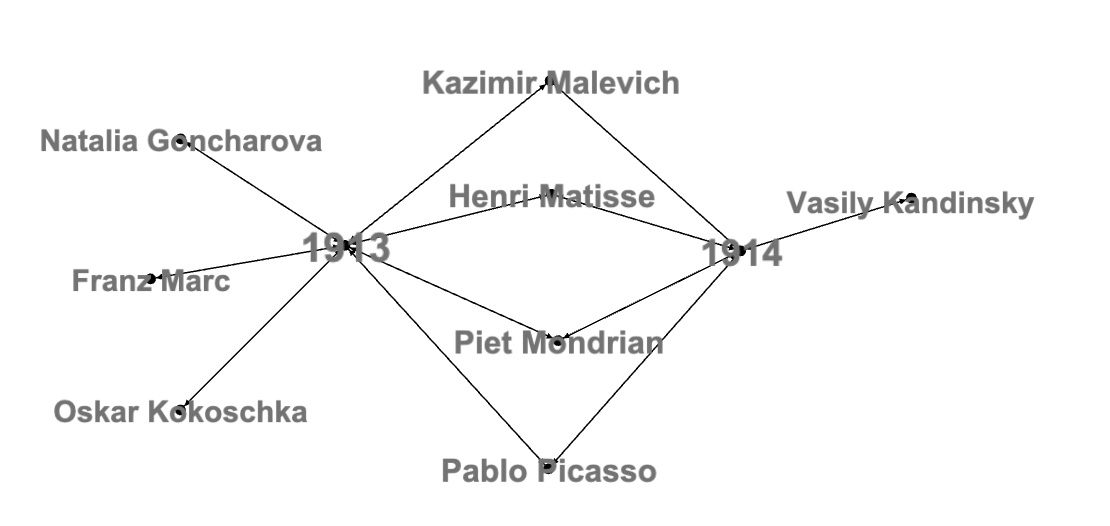 Kazimir Malevich
Natalia Goncharova
Henri Matisse
Vasily Kandinsky
1913
1914
Franz Marc
Piet Mondrian
Oskar Kokoschka
Pablo Picasso